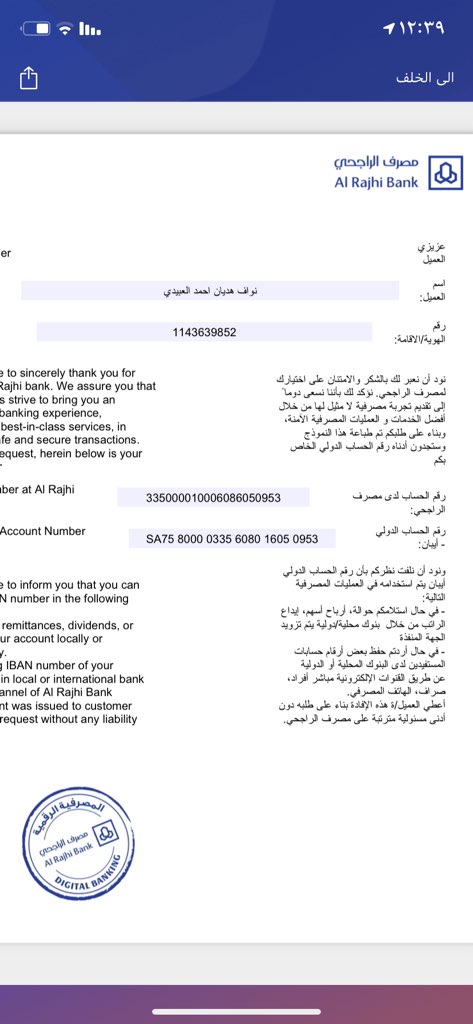 ١٢:٣٩
الى الخلف
مصرف الراجحي
Al Rajhi Bank
عزيزي
العميل
er
اسم
العميل:
نواف هديان احمد العبيدي
رقم
الهوية/الاقامة:
1143639852
نود أن نعبر لك بالشكر والامتنان على اختيارك
لمصرف الراجحي. نؤكد لك بأننا نسعى دوما"
إلى تقديم تجربة مصرفية لا مثيل لها من خلال
أفضل الخدمات و العمليات المصرفية الآمنة،
وبناء على طلبكم تم طباعة هذا النموذج
وستجدون أدناه رقم الحساب الدولي الخاص
بكم
e to sincerely thank you for
Rajhi bank. We assure you that
s strive to bring you an
banking experience,
best-in-class services, in
fe and secure transactions.
equest, herein below is your
رقم الحساب لدى مصرف
الراجحي:
335000010006086050953
ber at Al Rajhi
رقم الحساب الدولي
- آيبان:
SA75 8000 0335 6080 1605 0953
Account Number
ونود أن نلفت نظركم بأن رقم الحساب الدولي
آيبان يتم استخدامه في العمليات المصرفية
التالية:
- في حال استلامكم حوالة، أرباح أسهم، إيداع
الراتب من خلال بنوك محلية/دولية يتم تزويد
الجهة المنفذة
- في حال أردتم حفظ بعض أرقام حسابات
المستفيدين لدى البنوك المحلية أو الدولية
عن طريق القنوات الإلكترونية مباشر أفراد،
صراف، الهاتف المصرفي.
أعطي العميل/ة هذه الإفادة بناء على طلبه دون
أدنى مسئولية مترتبة على مصرف الراجحي.
e to inform you that you can
N number in the following
remittances, dividends, or
ur account locally or
y.
g IBAN number of your
in local or international bank
annel of Al Rajhi Bank
nt was issued to customer
request without any liability
المصرفية الرقمية
مصرف الراجحي
Al Rajhi Bank
DIGITAL BANKING